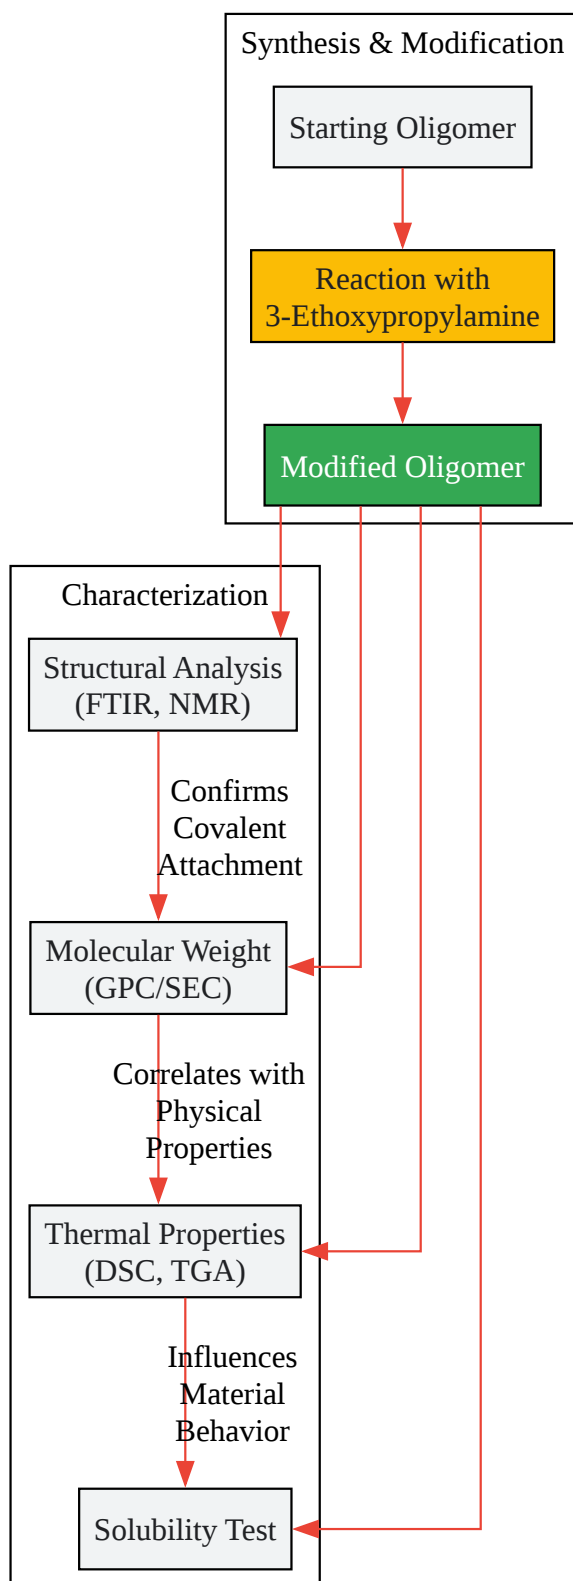 Synthesis & Modification
Starting Oligomer
Reaction with
3-Ethoxypropylamine
Modified Oligomer
Characterization
Structural Analysis
(FTIR, NMR)
Confirms
Covalent
Attachment
Molecular Weight
(GPC/SEC)
Correlates with
Physical
Properties
Thermal Properties
(DSC, TGA)
Influences
Material
Behavior
Solubility Test